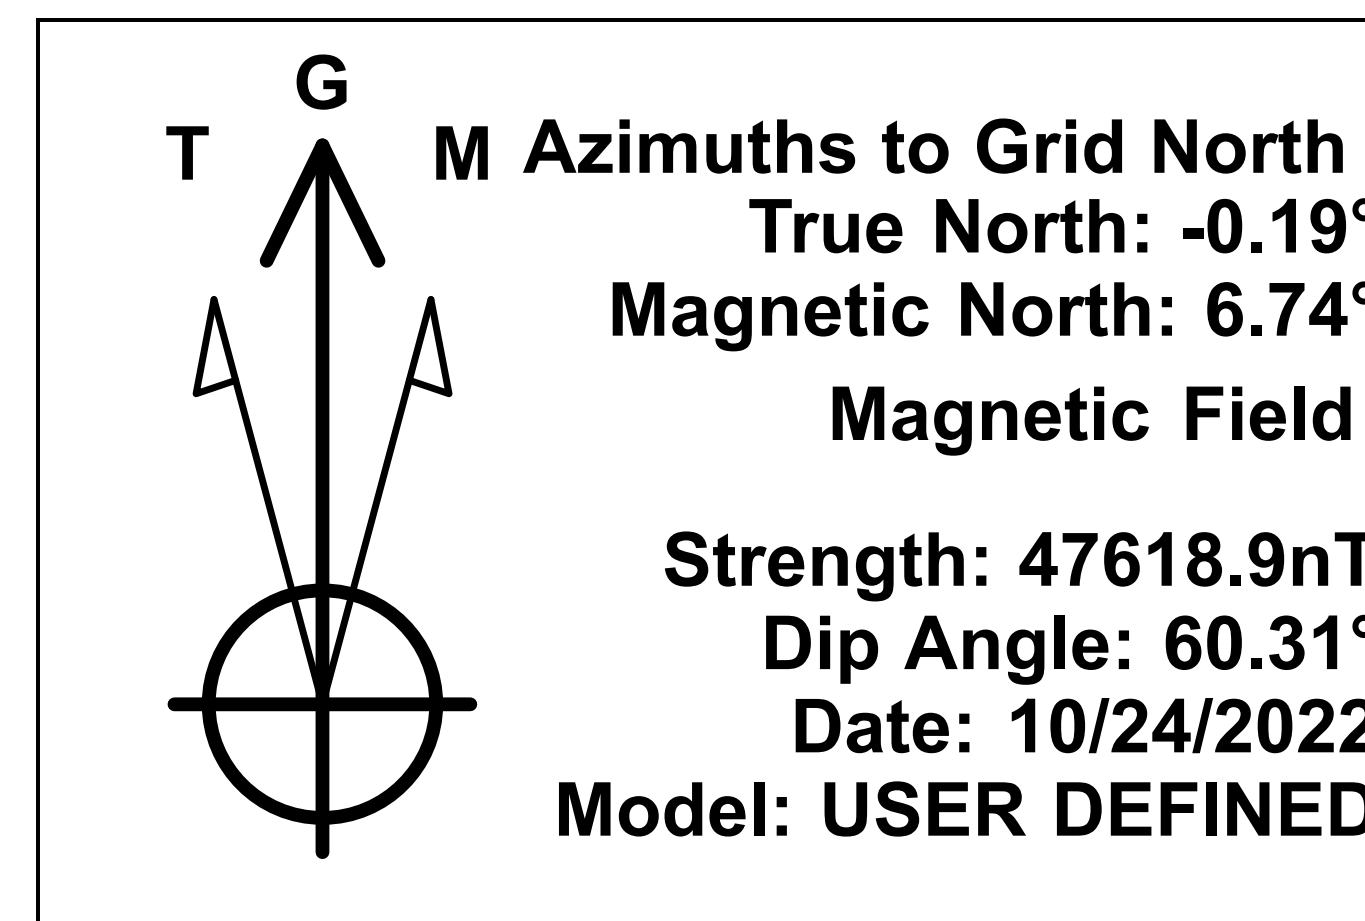 G
T
M
Azimuths to Grid North
True North: -0.19°
Magnetic North: 6.74°
Magnetic Field
Strength: 47618.9nT
Dip Angle: 60.31°
Date: 10/24/2022
Model: USER DEFINED